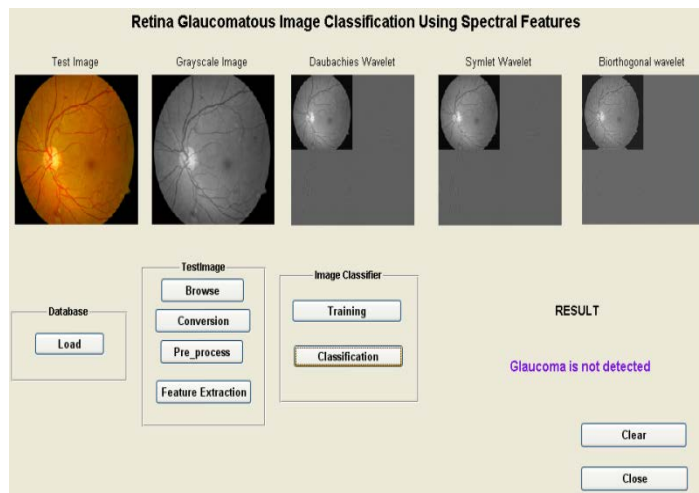 Retina Glaucomatous Image Classification Using Spectral Features
Test Image
Grayscale Image
Daubachies Wavelet
Symlet Wavelet
Biorthogonal wavelet
Database
Load
TestImage
Browse
Conversion
Pre_process
Feature Extraction
Image Classifier
Training
Classification
RESULT
Glaucoma is not detected
Clear
Close